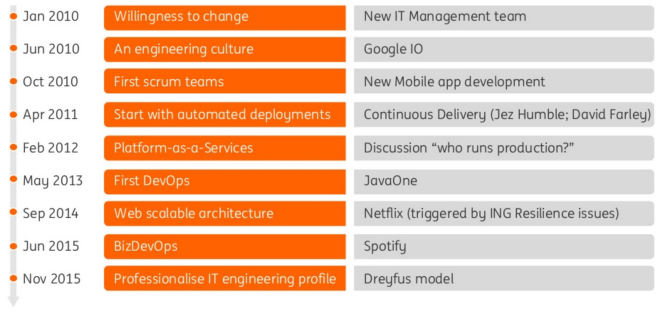 Jan 2010 Willingness to change New IT Management team
Jun 2010 An engineering culture Google IO
Oct 2010 First scrum teams New Mobile app development
Apr 2011 Start with automated deployments Continuous Delivery (Jez Humble; David Farley)
Feb 2012 Platform-as-a-Services Discussion “who runs production?”
May 2013 First DevOps JavaOne
Sep 2014 Web scalable architecture Netflix (triggered by ING Resilience issues)
Jun 2015 BizDevOps Spotify
Nov 2015 Professionalise IT engineering profile Dreyfus model